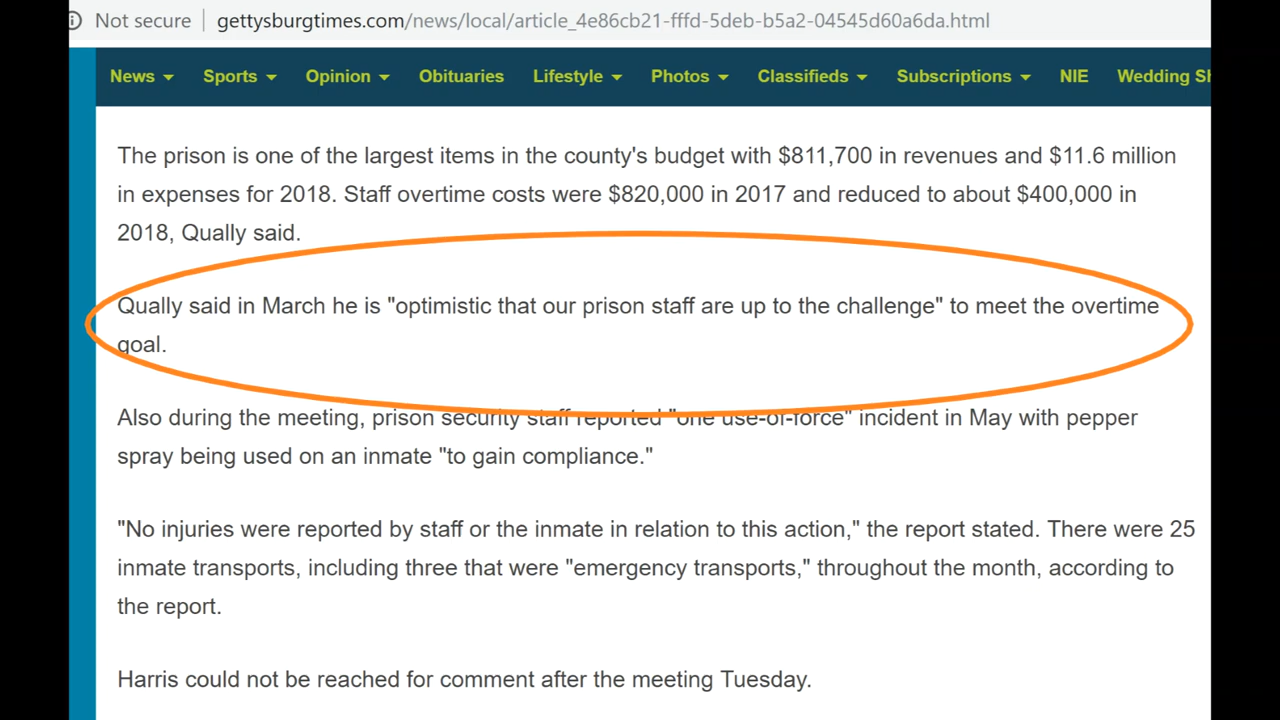 Not secure gettysburgtimes.com/news/local/article_4e86cb21-fffd-5deb-b5a2-04545d60a6da.html
News Sports Opinion Obituaries Lifestyle Photos Classifieds Subscriptions NIE Wedding
The prison is one of the largest items in the county's budget with $811,700 in revenues and $11.6 million
in expenses for 2018. Staff overtime costs were $820,000 in 2017 and reduced to about $400,000 in
2018, Qually said.
Qually said in March he is "optimistic that our prison staff are up to the challenge" to meet the overtime
goal.
Also during the meeting, prison security staff reported "one use-of-force" incident in May with pepper
spray being used on an inmate "to gain compliance."
"No injuries were reported by staff or the inmate in relation to this action," the report stated. There were 25
inmate transports, including three that were "emergency transports," throughout the month, according to
the report.
Harris could not be reached for comment after the meeting Tuesday.